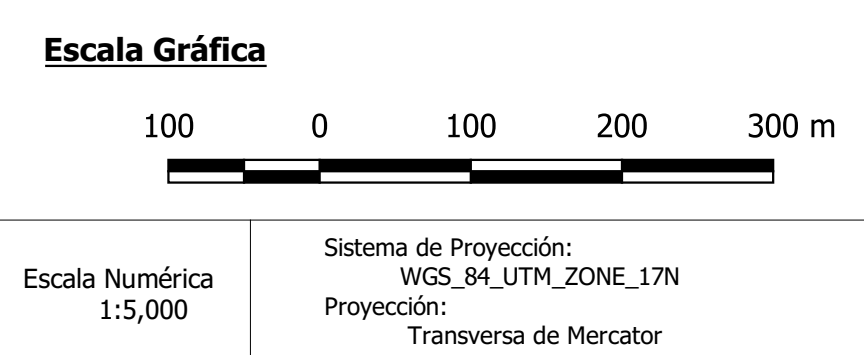 Escala Gráfica
100 0 100 200 300 m
Escala Numérica
1:5,000
Sistema de Proyección:
WGS_84_UTM_ZONE_17N
Proyección:
Transversa de Mercator